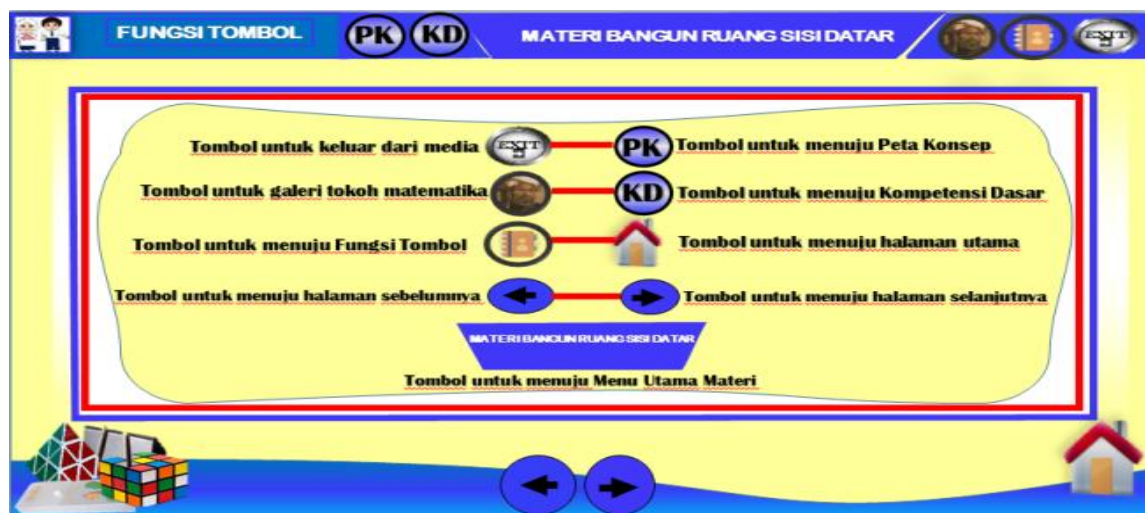 FUNGSI TOMBOL
PK KD
MATERI BANGUN RUANG SISI DATAR
EXIT
Tombol untuk keluar dari media EXIT PK Tombol untuk menuju Peta Konsep
Tombol untuk galeri tokoh matematika KD Tombol untuk menuju Kompetensi Dasar
Tombol untuk menuju Fungsi Tombol Tombol untuk menuju halaman utama
Tombol untuk menuju halaman sebelumnya Tombol untuk menuju halaman selanjutnya
MATERI BANGUN RUANG SISI DATAR
Tombol untuk menuju Menu Utama Materi